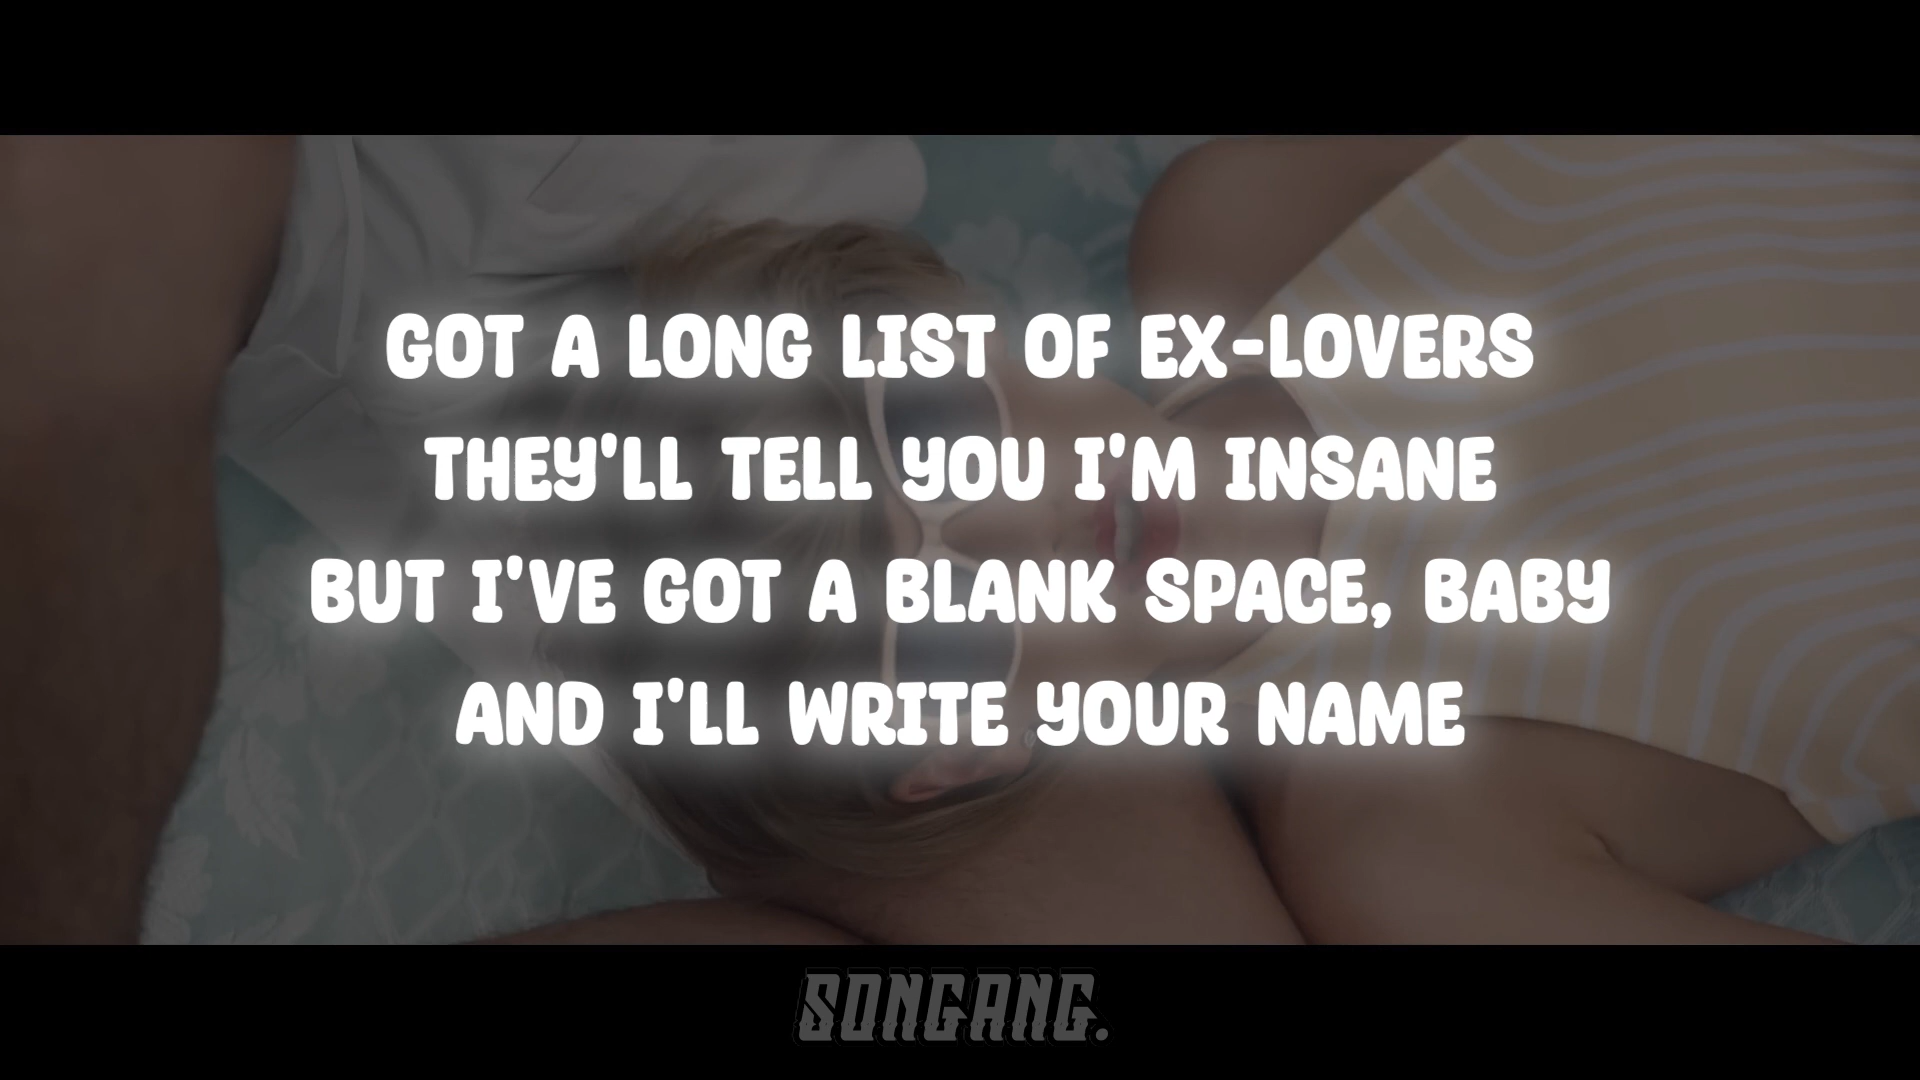 GOT A LONG LIST OF EX-LOVERS
THEY'LL TELL YOU I'M INSANE
BUT I'VE GOT A BLANK SPACE, BABY
AND I'LL WRITE YOUR NAME
SONGANG.